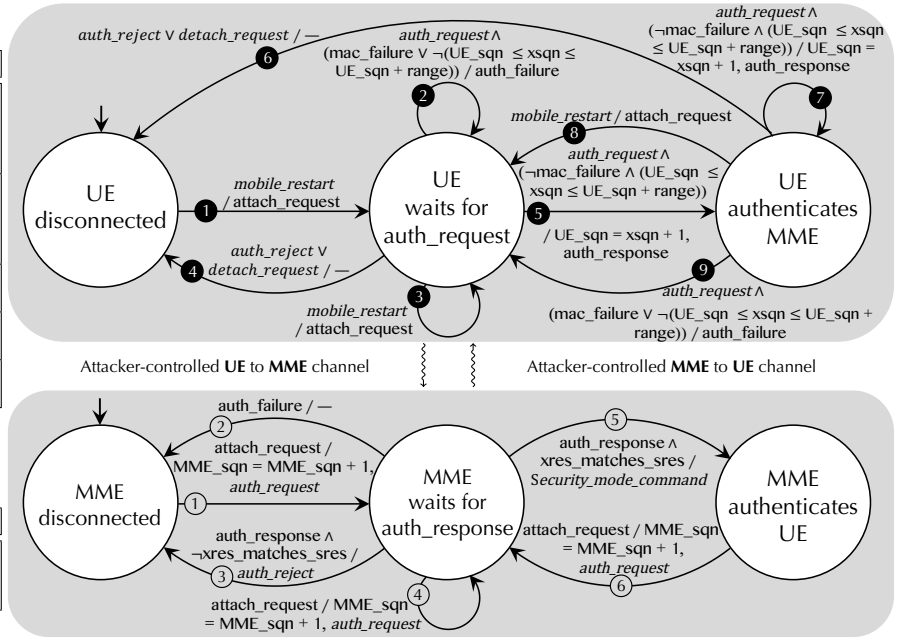 auth_reject ∨ detach_request / —
6
auth_request ∧
(mac_failure ∨ ¬(UE_sqn ≤ xsqn ≤
UE_sqn + range)) / auth_failure
2
auth_request ∧
(¬mac_failure ∧ (UE_sqn ≤ xsqn
≤ UE_sqn + range)) / UE_sqn =
xsqn + 1, auth_response
7
UE
disconnected
mobile_restart
1
/ attach_request
auth_reject ∨
4
detach_request / —
UE
waits for
auth_request
3
mobile_restart
/ attach_request
8
mobile_restart / attach_request
auth_request ∧
(¬mac_failure ∧ (UE_sqn ≤
xsqn ≤ UE_sqn + range))
5
/ UE_sqn = xsqn + 1,
auth_response
9
auth_request ∧
(mac_failure ∨ ¬(UE_sqn ≤ xsqn ≤ UE_sqn +
range)) / auth_failure
UE
authenticates
MME
Attacker-controlled UE to MME channel
Attacker-controlled MME to UE channel
auth_failure / —
2
attach_request /
MME_sqn = MME_sqn + 1,
auth_request
1
MME
disconnected
auth_response ∧
¬xres_matches_sres /
3
auth_reject
MME
waits for
auth_response
4
attach_request / MME_sqn
= MME_sqn + 1, auth_request
5
auth_response ∧
xres_matches_sres /
Security_mode_command
attach_request / MME_sqn
= MME_sqn + 1,
auth_request
6
MME
authenticates
UE